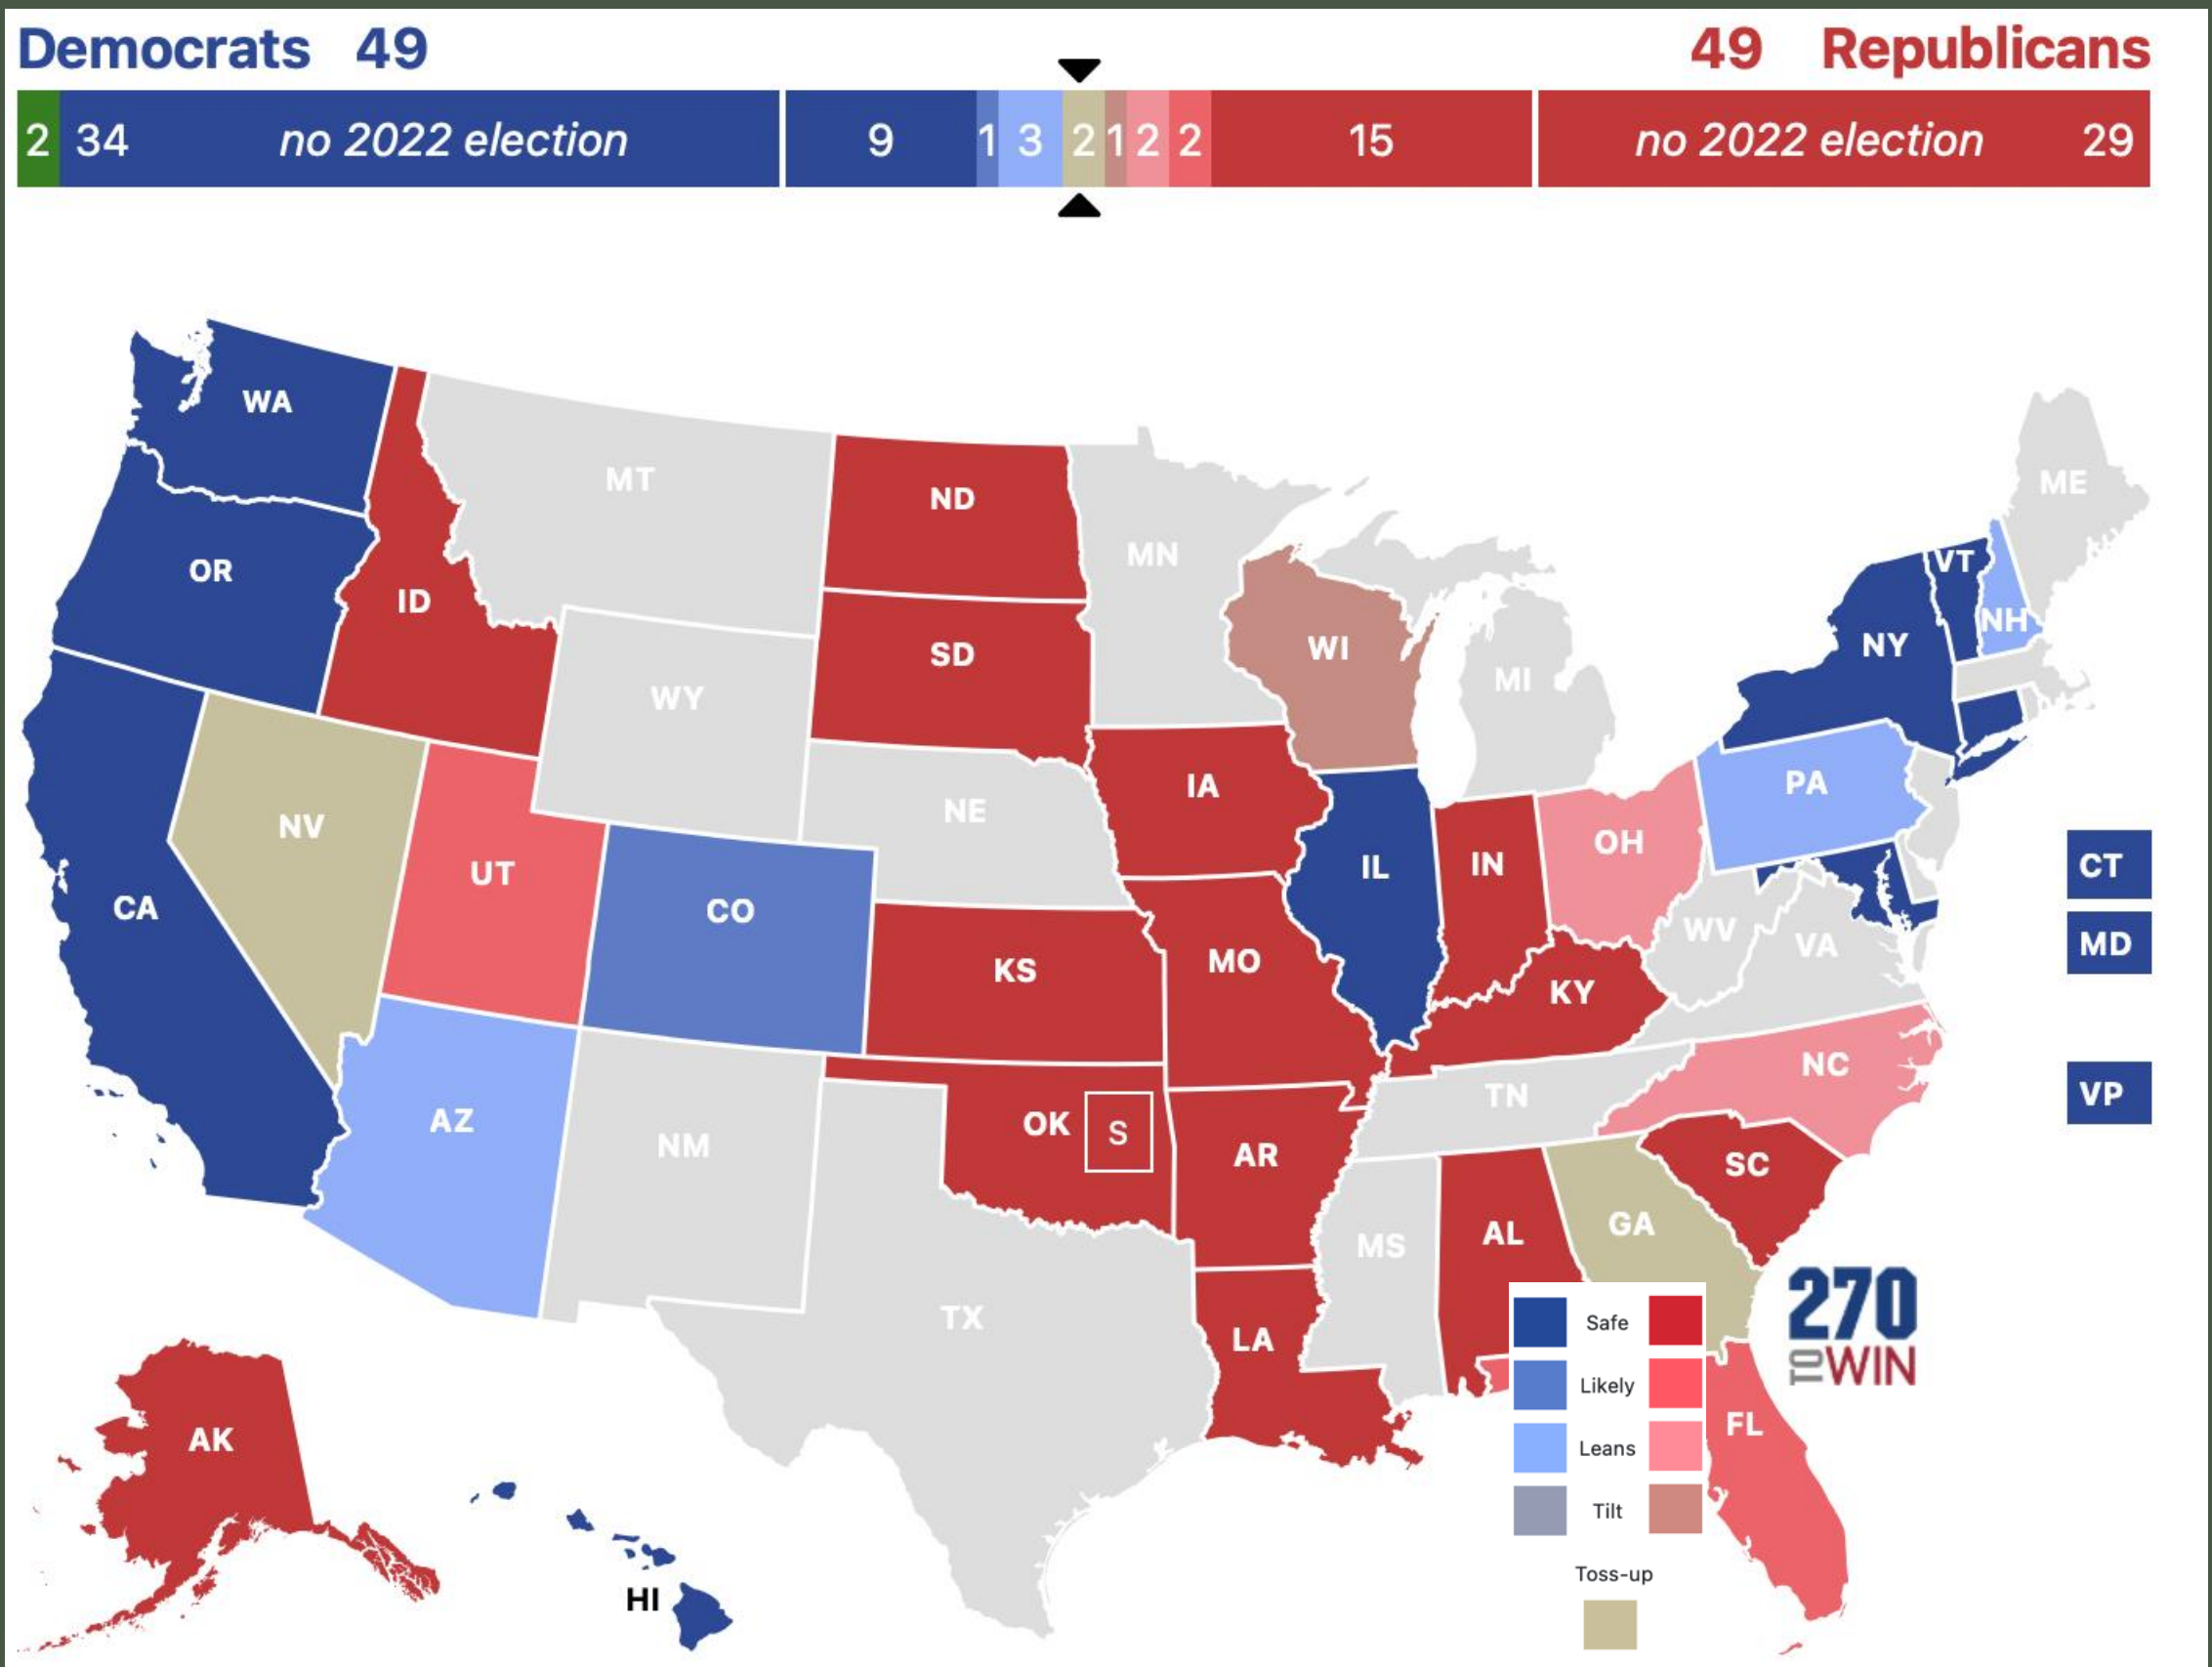 Democrats 49
49 Republicans
2 34 no 2022 election 9 1 3 2 1 2 2 15 no 2022 election 29
WA
MT
ND
ME
MN
VT
OR
ID
NH
WI
NY
SD
MI
WY
PA
IA
NE
NV
OH
IN
CT
IL
UT
CA
CO
WV
VA
MD
MO
KS
KY
NC
VP
TN
AZ
OK S
NM
AR
SC
GA
AL
MS
TX
LA
270
TO WIN
Safe
Likely
Leans
Tilt
Toss-up
FL
AK
HI